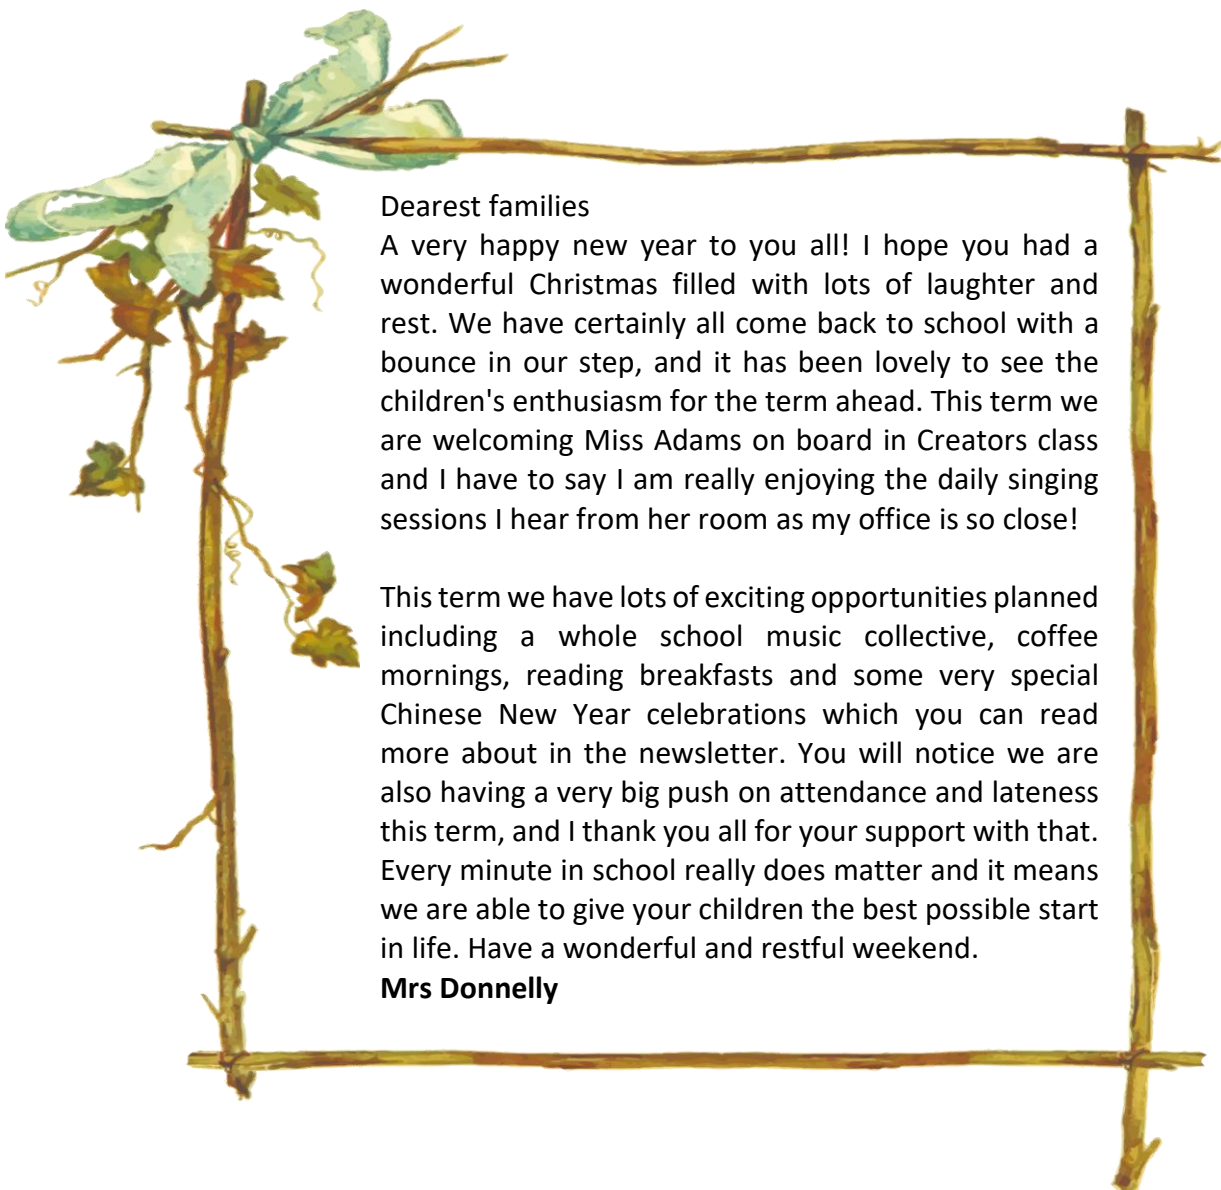 Dearest families
A very happy new year to you all! I hope you had a
wonderful Christmas filled with lots of laughter and
rest. We have certainly all come back to school with a
bounce in our step, and it has been lovely to see the
children's enthusiasm for the term ahead. This term we
are welcoming Miss Adams on board in Creators class
and I have to say I am really enjoying the daily singing
sessions I hear from her room as my office is so close!
This term we have lots of exciting opportunities planned
including a whole school music collective, coffee
mornings, reading breakfasts and some very special
Chinese New Year celebrations which you can read
more about in the newsletter. You will notice we are
also having a very big push on attendance and lateness
this term, and I thank you all for your support with that.
Every minute in school really does matter and it means
we are able to give your children the best possible start
in life. Have a wonderful and restful weekend.
Mrs Donnelly